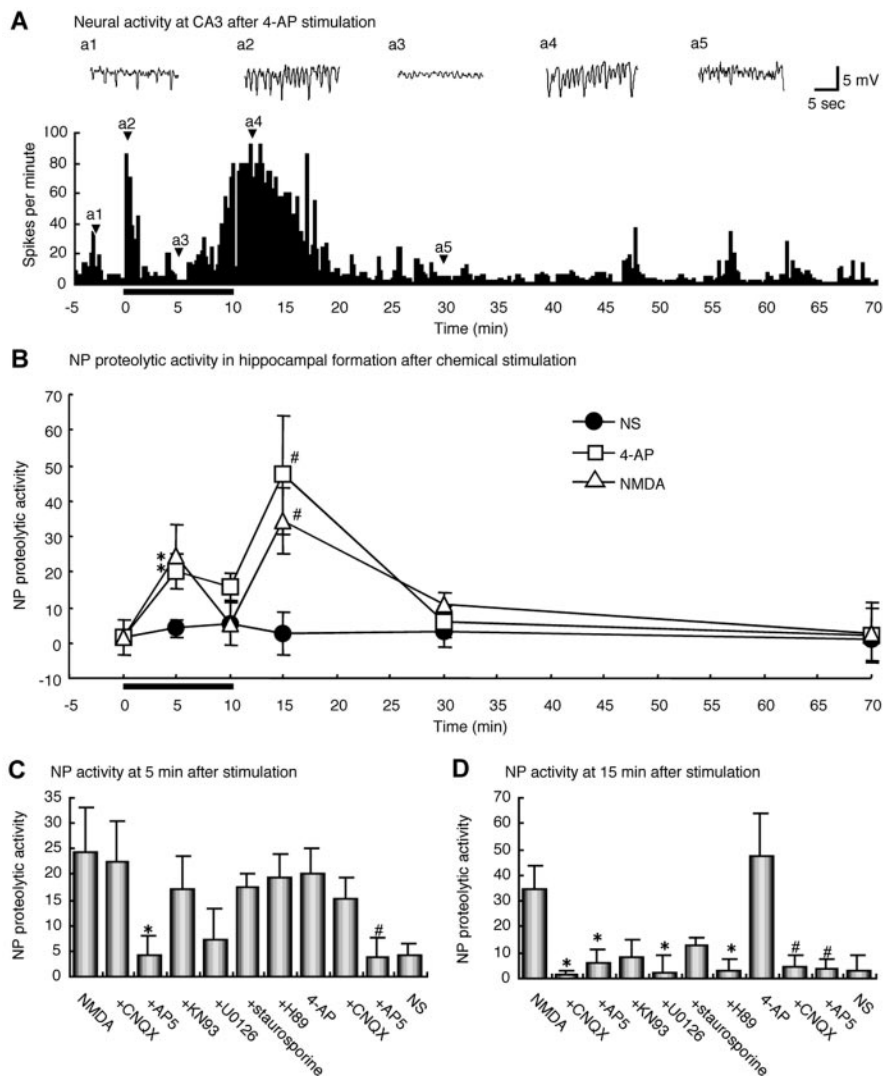 A Neural activity at CA3 after 4-AP stimulation
a1 a2 a3 a4 a5
5 mV
5 sec
Spikes per minute
100
80
60
40
20
0
a1 a2 a3 a4 a5
-5 0 5 10 15 20 25 30 35 40 45 50 55 60 65 70
Time (min)
B NP proteolytic activity in hippocampal formation after chemical stimulation
NP proteolytic activity
70
60
50
40
30
20
10
0
-10
NS
4-AP
NMDA
* * # #
-5 0 5 10 15 20 25 30 35 40 45 50 55 60 65 70
Time (min)
C NP activity at 5 min after stimulation
NP proteolytic activity
35
30
25
20
15
10
5
0
* #
NMDA +CNQX +AP5 +KN93 +U0126 +staurosporine +H89 4-AP +CNQX +AP5 NS
D NP activity at 15 min after stimulation
NP proteolytic activity
70
60
50
40
30
20
10
0
* * * * # #
NMDA +CNQX +AP5 +KN93 +U0126 +staurosporine +H89 4-AP +CNQX +AP5 NS